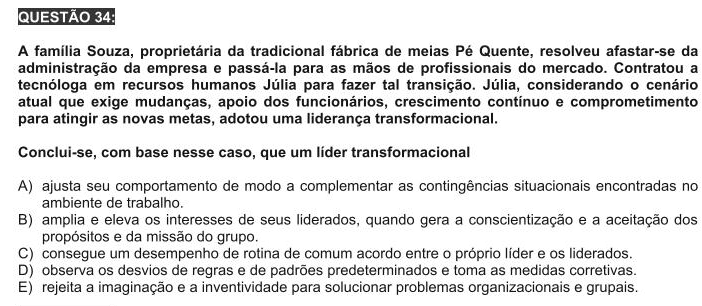 QUESTÃO 34:
A família Souza, proprietária da tradicional fábrica de meias Pé Quente, resolveu afastar-se da
administração da empresa e passá-la para as mãos de profissionais do mercado. Contratou a
tecnóloga em recursos humanos Júlia para fazer tal transição. Júlia, considerando o cenário
atual que exige mudanças, apoio dos funcionários, crescimento contínuo e comprometimento
para atingir as novas metas, adotou uma liderança transformacional.
Conclui-se, com base nesse caso, que um líder transformacional
A) ajusta seu comportamento de modo a complementar as contingências situacionais encontradas no
ambiente de trabalho.
B) amplia e eleva os interesses de seus liderados, quando gera a conscientização e a aceitação dos
propósitos e da missão do grupo.
C) consegue um desempenho de rotina de comum acordo entre o próprio líder e os liderados.
D) observa os desvios de regras e de padrões predeterminados e toma as medidas corretivas.
E) rejeita a imaginação e a inventividade para solucionar problemas organizacionais e grupais.